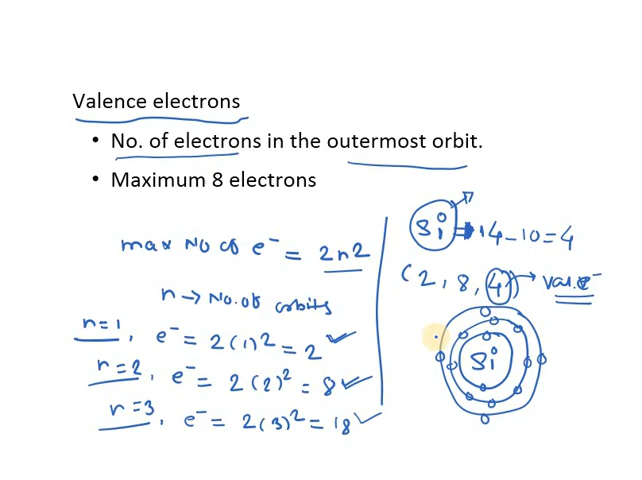 Valence electrons
• No. of electrons in the outermost orbit.
• Maximum 8 electrons
max No of e⁻ = 2n2
n → No. of orbits
n=1, e⁻ = 2(1)² = 2
n=2, e⁻ = 2(2)² = 8
n=3, e⁻ = 2(3)² = 18
Si = 14-10=4
(2, 8, 4) → val. e⁻
Si